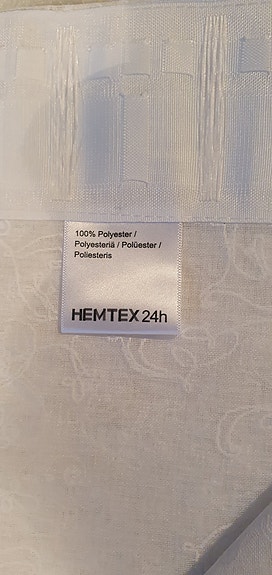 100% Polyester /
Polyesteriä / Polüester /
Poliesteris
HEMTEX 24h